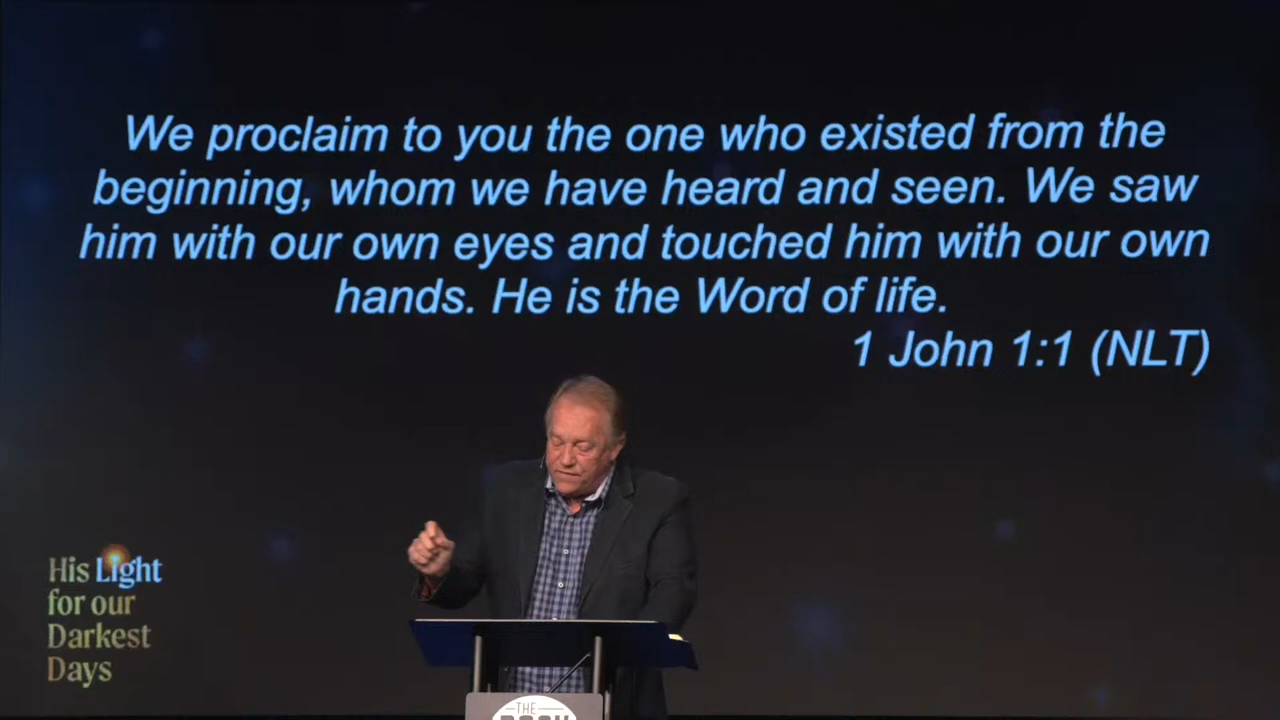 We proclaim to you the one who existed from the
beginning, whom we have heard and seen. We saw
him with our own eyes and touched him with our own
hands. He is the Word of life.
1 John 1:1 (NLT)
His Light
for our
Darkest
Days
THE